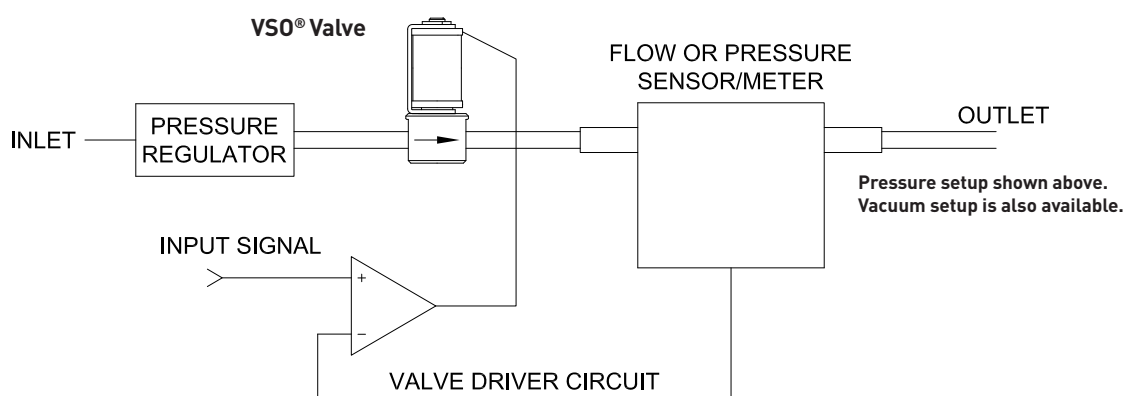 VSO® Valve
FLOW OR PRESSURE
SENSOR/METER
OUTLET
INLET
PRESSURE
REGULATOR
Pressure setup shown above.
Vacuum setup is also available.
INPUT SIGNAL
+
−
VALVE DRIVER CIRCUIT